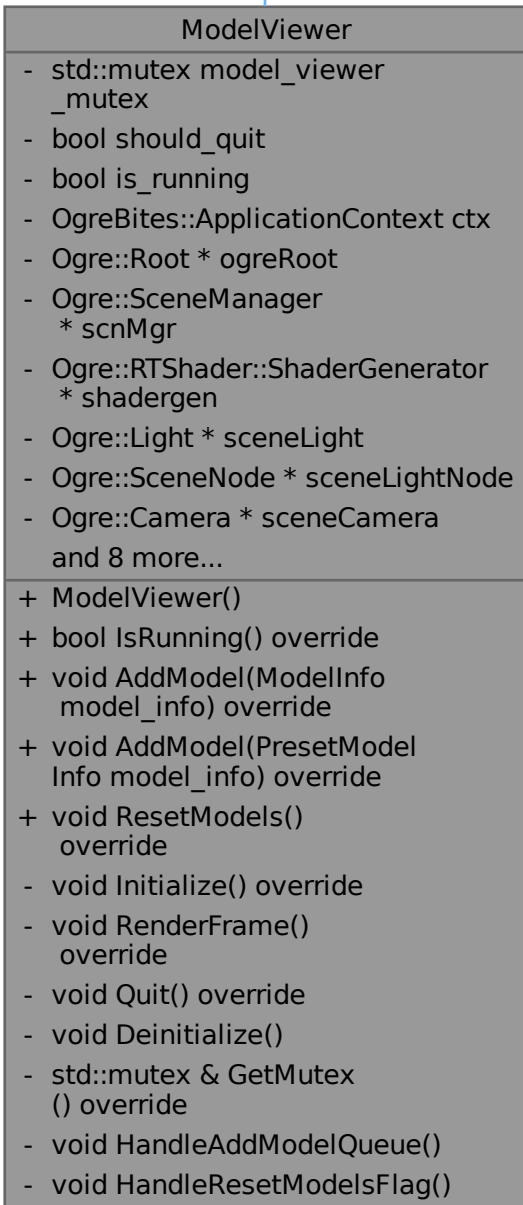 ModelViewer
- std::mutex model_viewer
_mutex
- bool should_quit
- bool is_running
- OgreBites::ApplicationContext ctx
- Ogre::Root * ogreRoot
- Ogre::SceneManager
* scnMgr
- Ogre::RTShader::ShaderGenerator
* shadergen
- Ogre::Light * sceneLight
- Ogre::SceneNode * sceneLightNode
- Ogre::Camera * sceneCamera
and 8 more...
+ ModelViewer()
+ bool IsRunning() override
+ void AddModel(ModelInfo
model_info) override
+ void AddModel(PresetModel
Info model_info) override
+ void ResetModels()
override
- void Initialize() override
- void RenderFrame()
override
- void Quit() override
- void Deinitialize()
- std::mutex & GetMutex
() override
- void HandleAddModelQueue()
- void HandleResetModelsFlag()